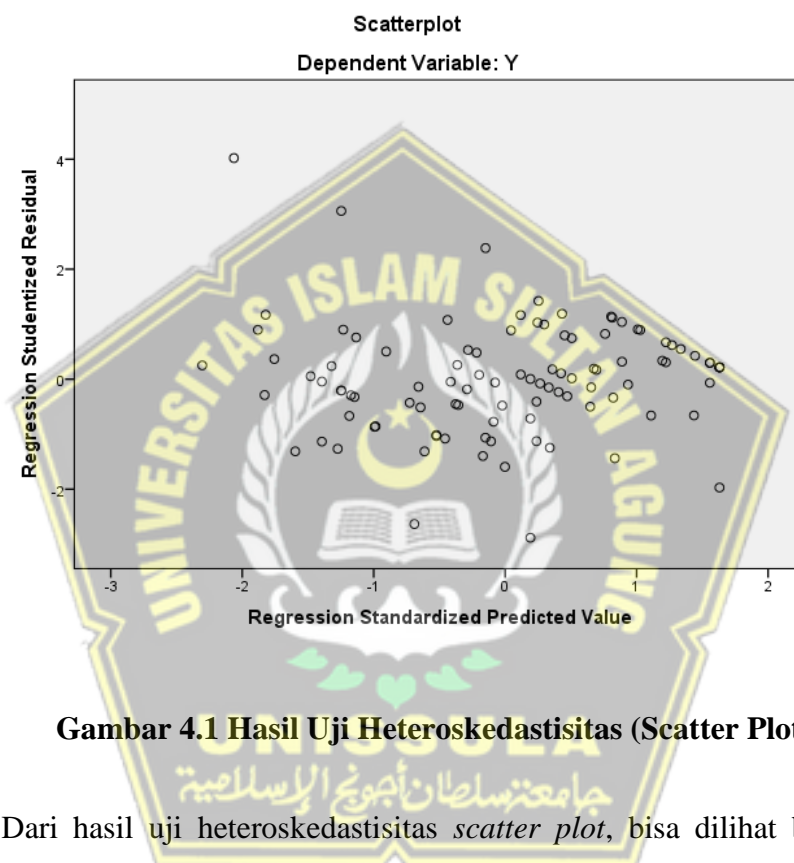 Scatterplot
Dependent Variable: Y
Regression Studentized Residual
4
2
0
-2
-3
-2
-1
0
1
2
Regression Standardized Predicted Value
UNIVERSITAS ISLAM SULTAN AGUNG
UNISSULA
جامعة سلطان أجونج الإسلامية
Gambar 4.1 Hasil Uji Heteroskedastisitas (Scatter Plot
Dari hasil uji heteroskedastisitas scatter plot, bisa dilihat